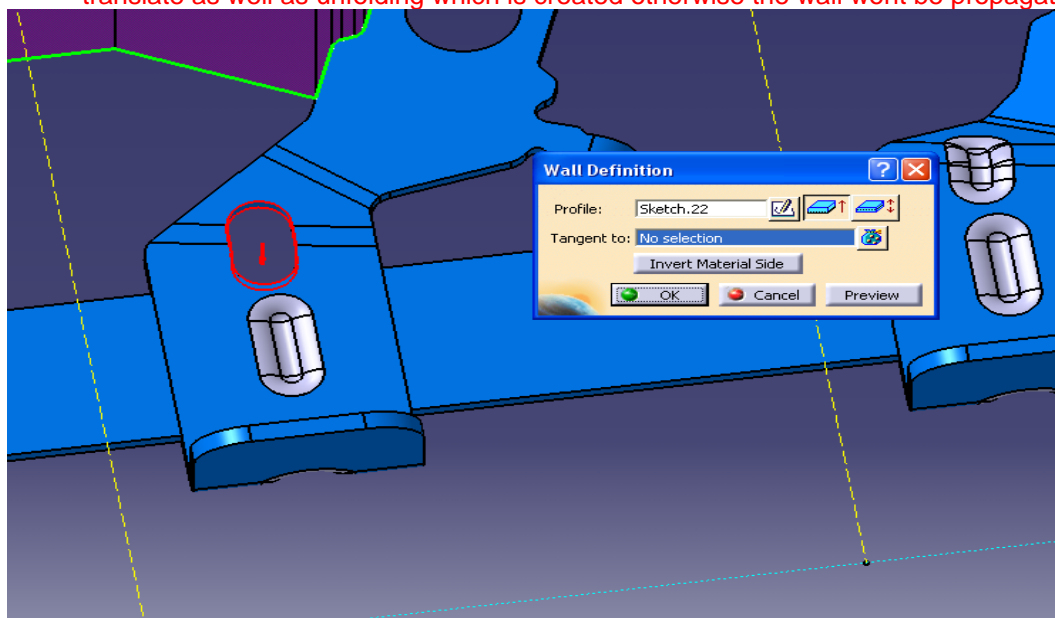 translate as well as unfolding which is created otherwise the wall wont be propagat
Wall Definition
Profile: Sketch.22
Tangent to: No selection
Invert Material Side
OK Cancel Preview